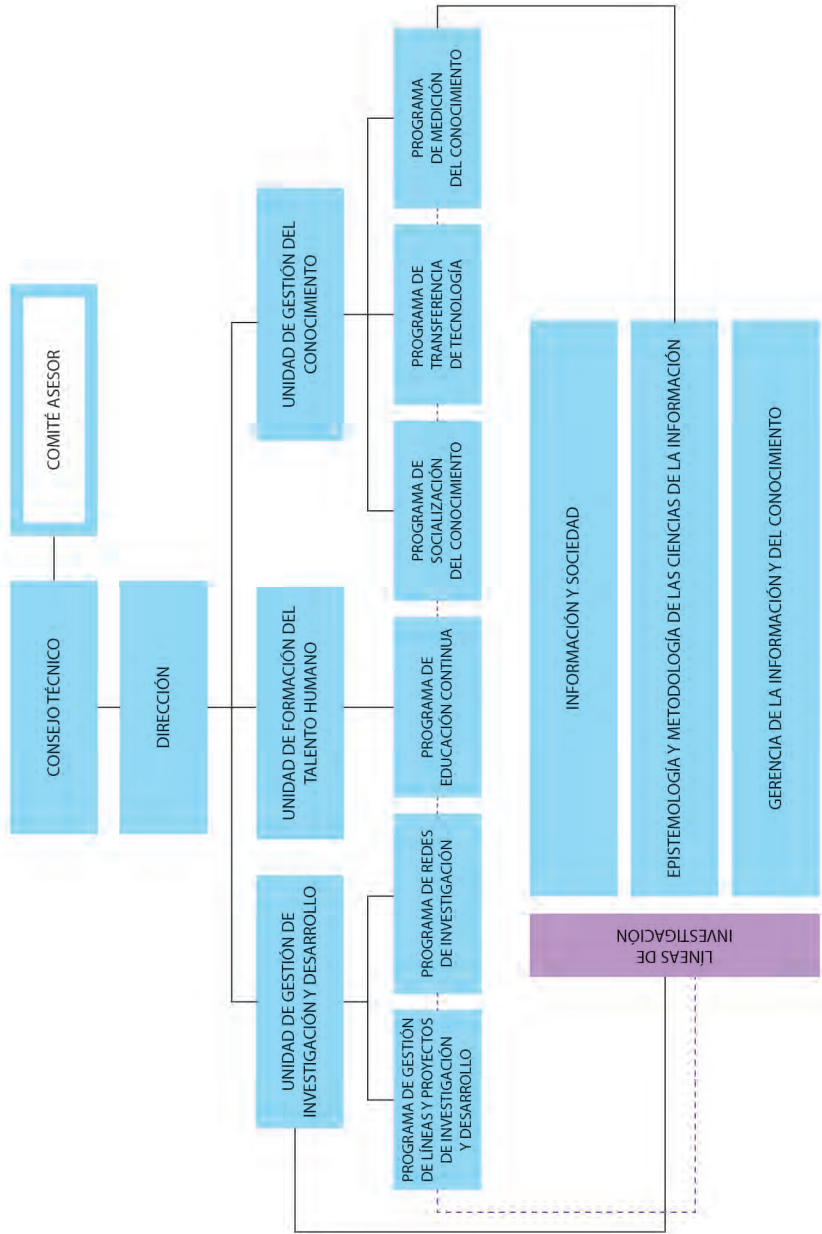 CONSEJO TÉCNICO
COMITÉ ASESOR
DIRECCIÓN
UNIDAD DE GESTIÓN DE
INVESTIGACIÓN Y DESARROLLO
UNIDAD DE FORMACIÓN DEL
TALENTO HUMANO
UNIDAD DE GESTIÓN DEL
CONOCIMIENTO
PROGRAMA DE GESTIÓN
DE LÍNEAS Y PROYECTOS
DE INVESTIGACIÓN
Y DESARROLLO
PROGRAMA DE REDES
DE INVESTIGACIÓN
PROGRAMA DE
EDUCACIÓN CONTINUA
PROGRAMA DE
SOCIALIZACIÓN
DEL CONOCIMIENTO
PROGRAMA DE
TRANSFERENCIA
DE TECNOLOGÍA
PROGRAMA
DE MEDICIÓN
DEL CONOCIMIENTO
LÍNEAS DE
INVESTIGACIÓN
INFORMACIÓN Y SOCIEDAD
EPISTEMOLOGÍA Y METODOLOGÍA DE LAS CIENCIAS DE LA INFORMACIÓN
GERENCIA DE LA INFORMACIÓN Y DEL CONOCIMIENTO